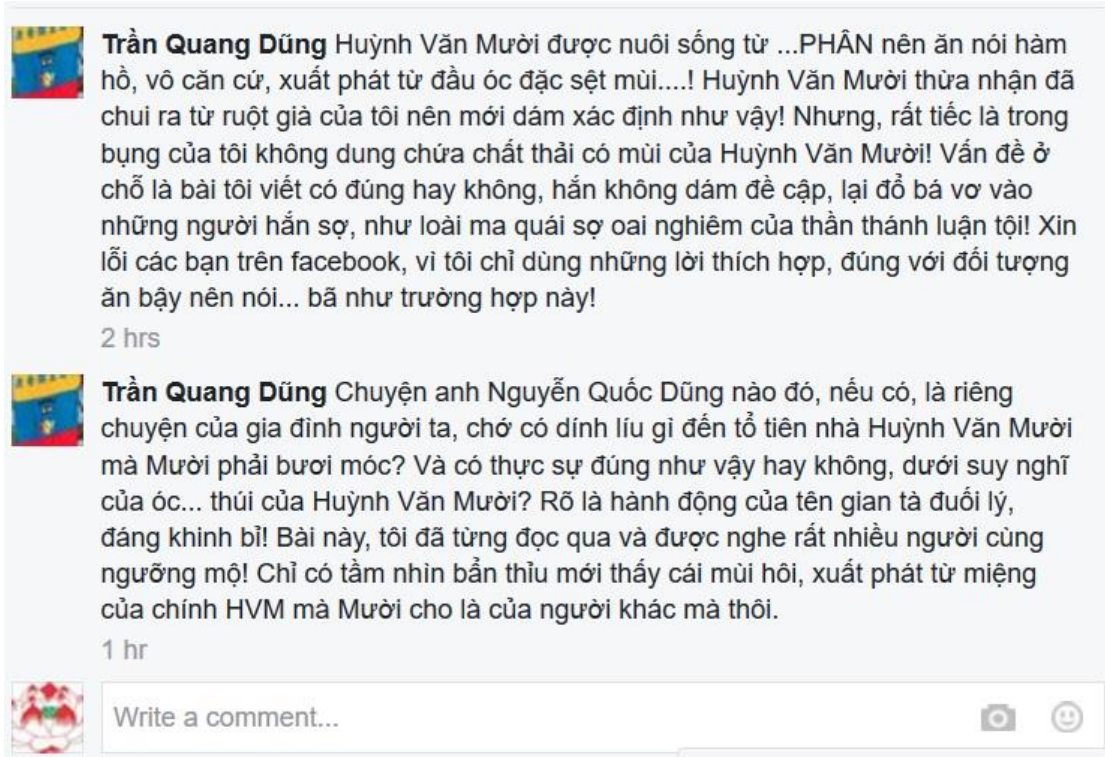 Trần Quang Dũng Huỳnh Văn Mười được nuôi sống từ ...PHÂN nên ăn nói hàm
hồ, vô căn cứ, xuất phát từ đầu óc đặc sệt mùi....! Huỳnh Văn Mười thừa nhận đã
chui ra từ ruột già của tôi nên mới dám xác định như vậy! Nhưng, rất tiếc là trong
bụng của tôi không dung chứa chất thải có mùi của Huỳnh Văn Mười! Vấn đề ở
chỗ là bài tôi viết có đúng hay không, hắn không dám đề cập, lại đổ bá vơ vào
những người hắn sợ, như loài ma quái sợ oai nghiêm của thần thánh luận tội! Xin
lỗi các bạn trên facebook, vì tôi chỉ dùng những lời thích hợp, đúng với đối tượng
ăn bậy nên nói... bã như trường hợp này!
2 hrs
Trần Quang Dũng Chuyện anh Nguyễn Quốc Dũng nào đó, nếu có, là riêng
chuyện của gia đình người ta, chớ có dính líu gì đến tổ tiên nhà Huỳnh Văn Mười
mà Mười phải bươi móc? Và có thực sự đúng như vậy hay không, dưới suy nghĩ
của óc... thúi của Huỳnh Văn Mười? Rõ là hành động của tên gian tà đuối lý,
đáng khinh bỉ! Bài này, tôi đã từng đọc qua và được nghe rất nhiều người cùng
ngưỡng mộ! Chỉ có tầm nhìn bẩn thỉu mới thấy cái mùi hôi, xuất phát từ miệng
của chính HVM mà Mười cho là của người khác mà thôi.
1 hr
Write a comment...